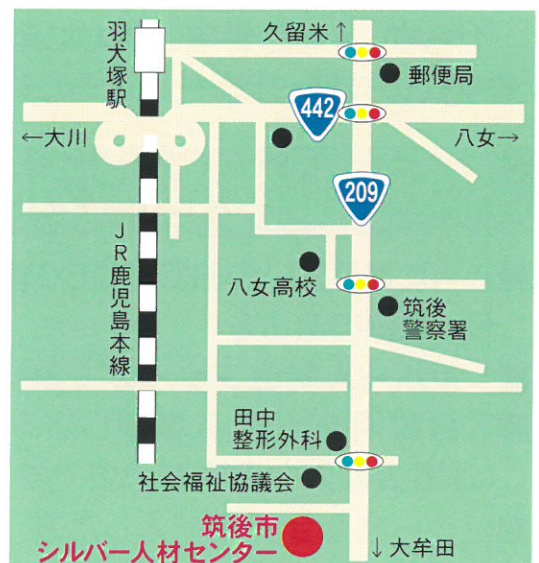 久留米↑
羽犬塚駅
郵便局
442
←大川
八女→
209
JR鹿児島本線
八女高校
筑後
警察署
田中
整形外科
社会福祉協議会
筑後市
シルバー人材センター
↓大牟田